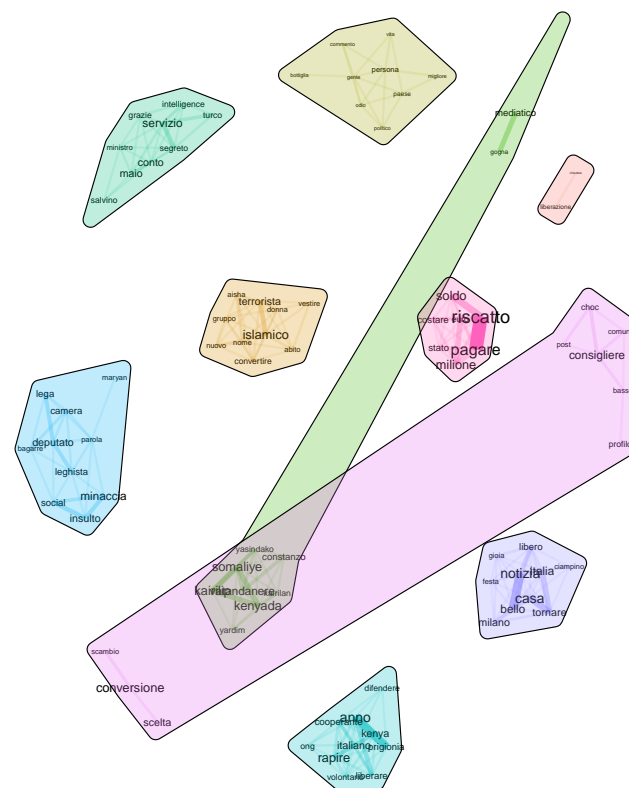 vita
commento
persona
bottiglia
gente
migliore
paese
odio
politico
intelligence
grazie
turco
servizio
ministro
segreto
conto
maio
salvino
mediatico
gogna
liberazione
aisha
terrorista
donna
vestire
gruppo
islamico
nome
nuovo
abito
convertire
soldo
riscatto
costare
stato
pagare
milione
choc
comun
post
consigliere
bass
profilo
maryan
lega
camera
deputato
parola
bagarre
leghista
minaccia
social
insulto
yasindako
constanzo
somaliye
kenyada
yardim
libero
gioia
notizia
italia
ciampino
festa
casa
bello
tornare
milano
scambio
conversione
scelta
difendere
anno
cooperante
kenya
ong
italiano
prigionia
rapire
volontario
liberare